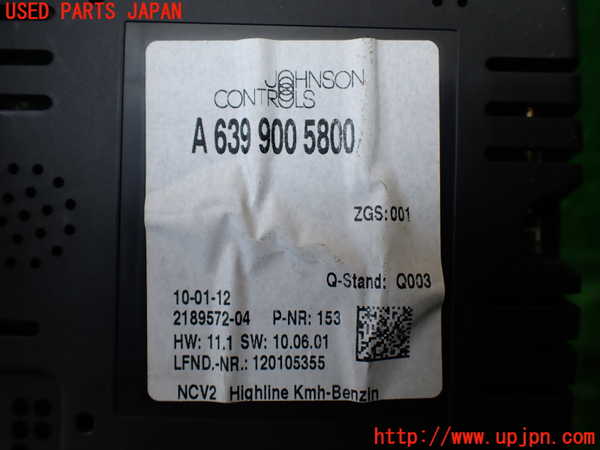 USED PARTS JAPAN
JOHNSON
CONTROLS
A 639 900 5800
ZGS:001
Q-Stand: Q003
10-01-12
2189572-04 P-NR: 153
HW: 11.1 SW: 10.06.01
LFND.-NR.: 120105355
NCV2 Highline Kmh-Benzin
http://www.upjpn.com/